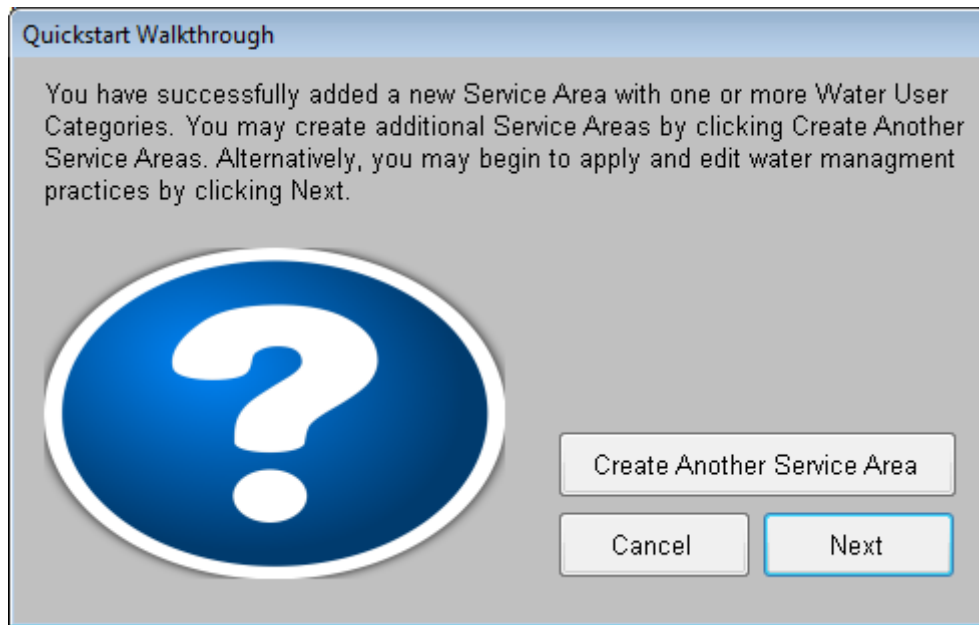 Quickstart Walkthrough
You have successfully added a new Service Area with one or more Water User
Categories. You may create additional Service Areas by clicking Create Another
Service Areas. Alternatively, you may begin to apply and edit water managment
practices by clicking Next.
?
Create Another Service Area
Cancel
Next